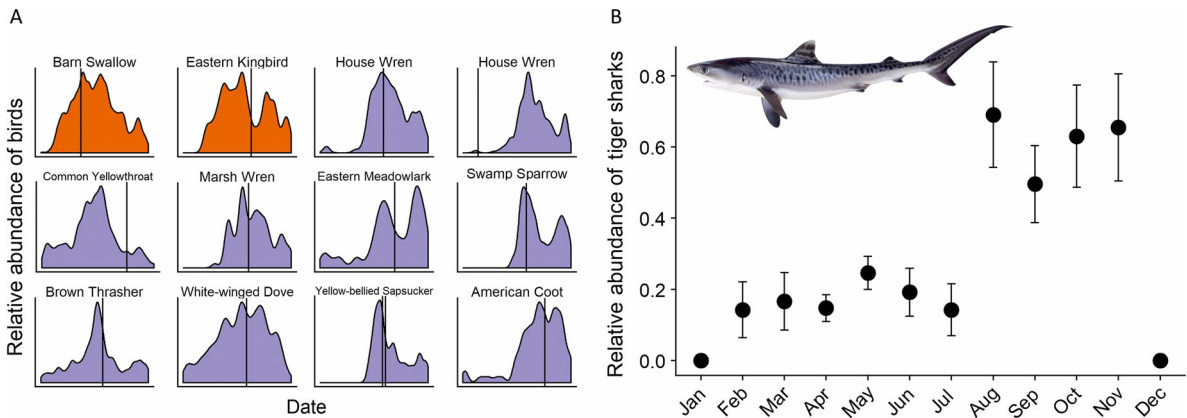 A
Relative abundance of birds
Barn Swallow
Eastern Kingbird
House Wren
House Wren
Common Yellowthroat
Marsh Wren
Eastern Meadowlark
Swamp Sparrow
Brown Thrasher
White-winged Dove
Yellow-bellied Sapsucker
American Coot
Date
B
Relative abundance of tiger sharks
0.8
0.6
0.4
0.2
0.0
Jan
Feb
Mar
Apr
May
Jun
Jul
Aug
Sep
Oct
Nov
Dec